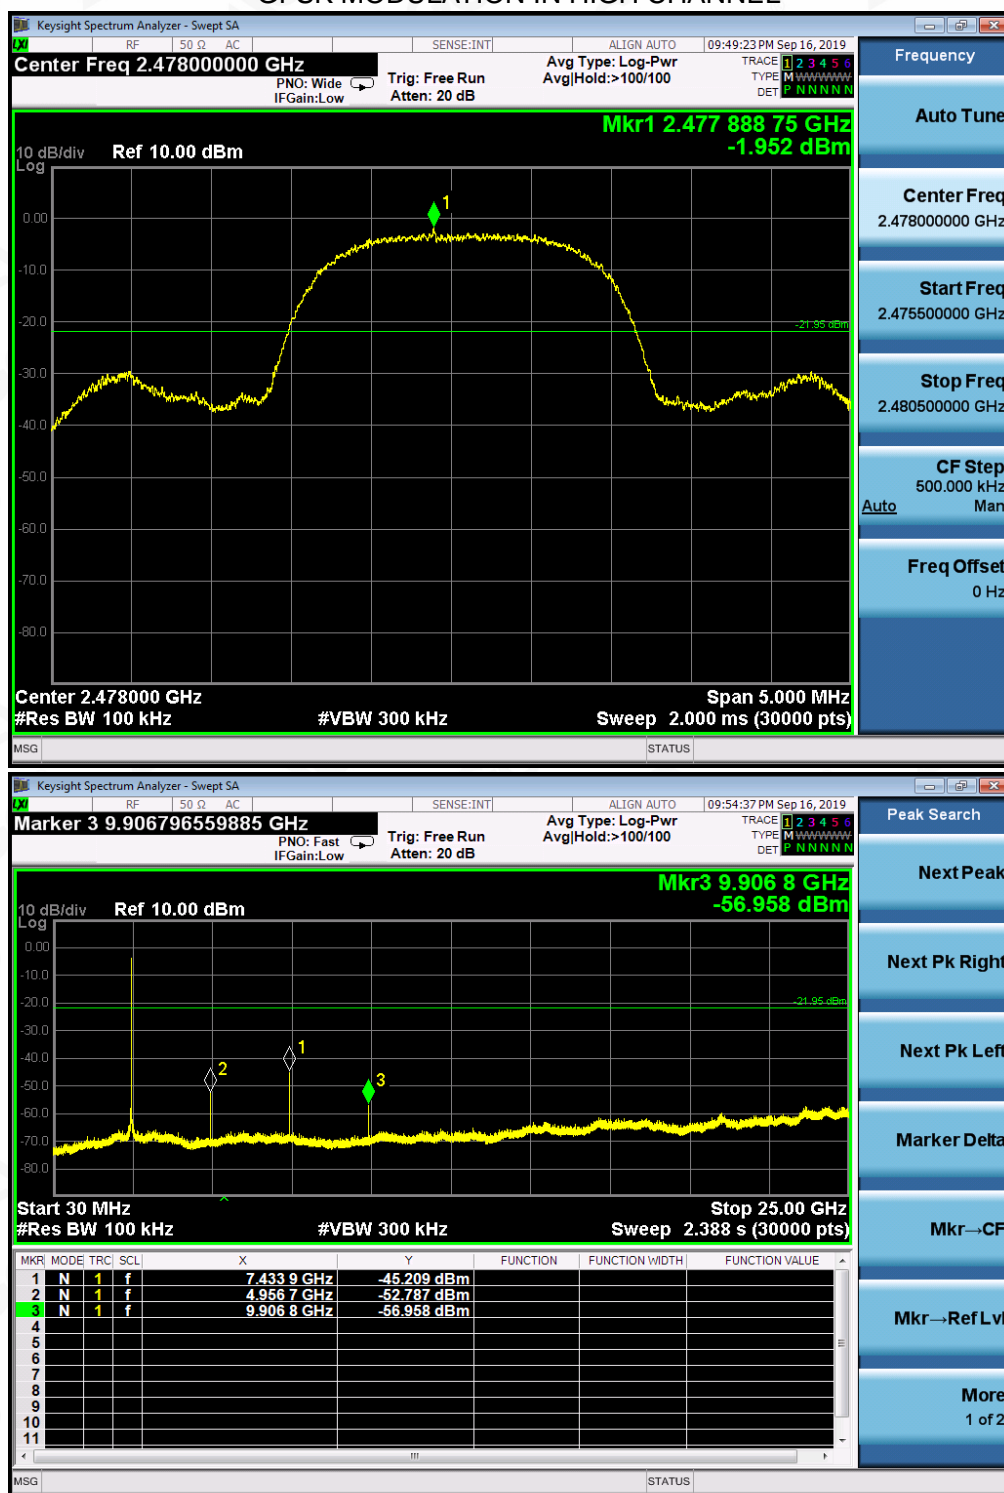 Keysight Spectrum Analyzer - Swept SA
LXI RF 50 Ω AC SENSE:INT ALIGN AUTO 09:49:23 PM Sep 16, 2019
Center Freq 2.478000000 GHz
PNO: Wide
IFGain:Low
Trig: Free Run
Atten: 20 dB
Avg Type: Log-Pwr
Avg|Hold:>100/100
TRACE 1 2 3 4 5 6
TYPE M WWWWW
DET P N N N N N
Mkr1 2.477 888 75 GHz
-1.952 dBm
10 dB/div Ref 10.00 dBm
Log
1
0.00
-10.0
-20.0
-21.95 dBm
-30.0
-40.0
-50.0
-60.0
-70.0
-80.0
Center 2.478000 GHz Span 5.000 MHz
#Res BW 100 kHz #VBW 300 kHz Sweep 2.000 ms (30000 pts)
MSG STATUS
Frequency
Auto Tune
Center Freq
2.478000000 GHz
Start Freq
2.475500000 GHz
Stop Freq
2.480500000 GHz
CF Step
500.000 kHz
Auto Man
Freq Offset
0 Hz
Keysight Spectrum Analyzer - Swept SA
LXI RF 50 Ω AC SENSE:INT ALIGN AUTO 09:54:37 PM Sep 16, 2019
Marker 3 9.906796559885 GHz
PNO: Fast
IFGain:Low
Trig: Free Run
Atten: 20 dB
Avg Type: Log-Pwr
Avg|Hold:>100/100
TRACE 1 2 3 4 5 6
TYPE M WWWWW
DET P N N N N N
Mkr3 9.906 8 GHz
-56.958 dBm
10 dB/div Ref 10.00 dBm
Log
0.00
-10.0
-20.0
-21.95 dBm
-30.0
-40.0
1
2
3
-50.0
-60.0
-70.0
-80.0
Start 30 MHz Stop 25.00 GHz
#Res BW 100 kHz #VBW 300 kHz Sweep 2.388 s (30000 pts)
MKR MODE TRC SCL X Y FUNCTION FUNCTION WIDTH FUNCTION VALUE
1 N 1 f 7.433 9 GHz -45.209 dBm
2 N 1 f 4.956 7 GHz -52.787 dBm
3 N 1 f 9.906 8 GHz -56.958 dBm
4
5
6
7
8
9
10
11
MSG STATUS
Peak Search
Next Peak
Next Pk Right
Next Pk Left
Marker Delta
Mkr→CF
Mkr→Ref Lvl
More
1 of 2